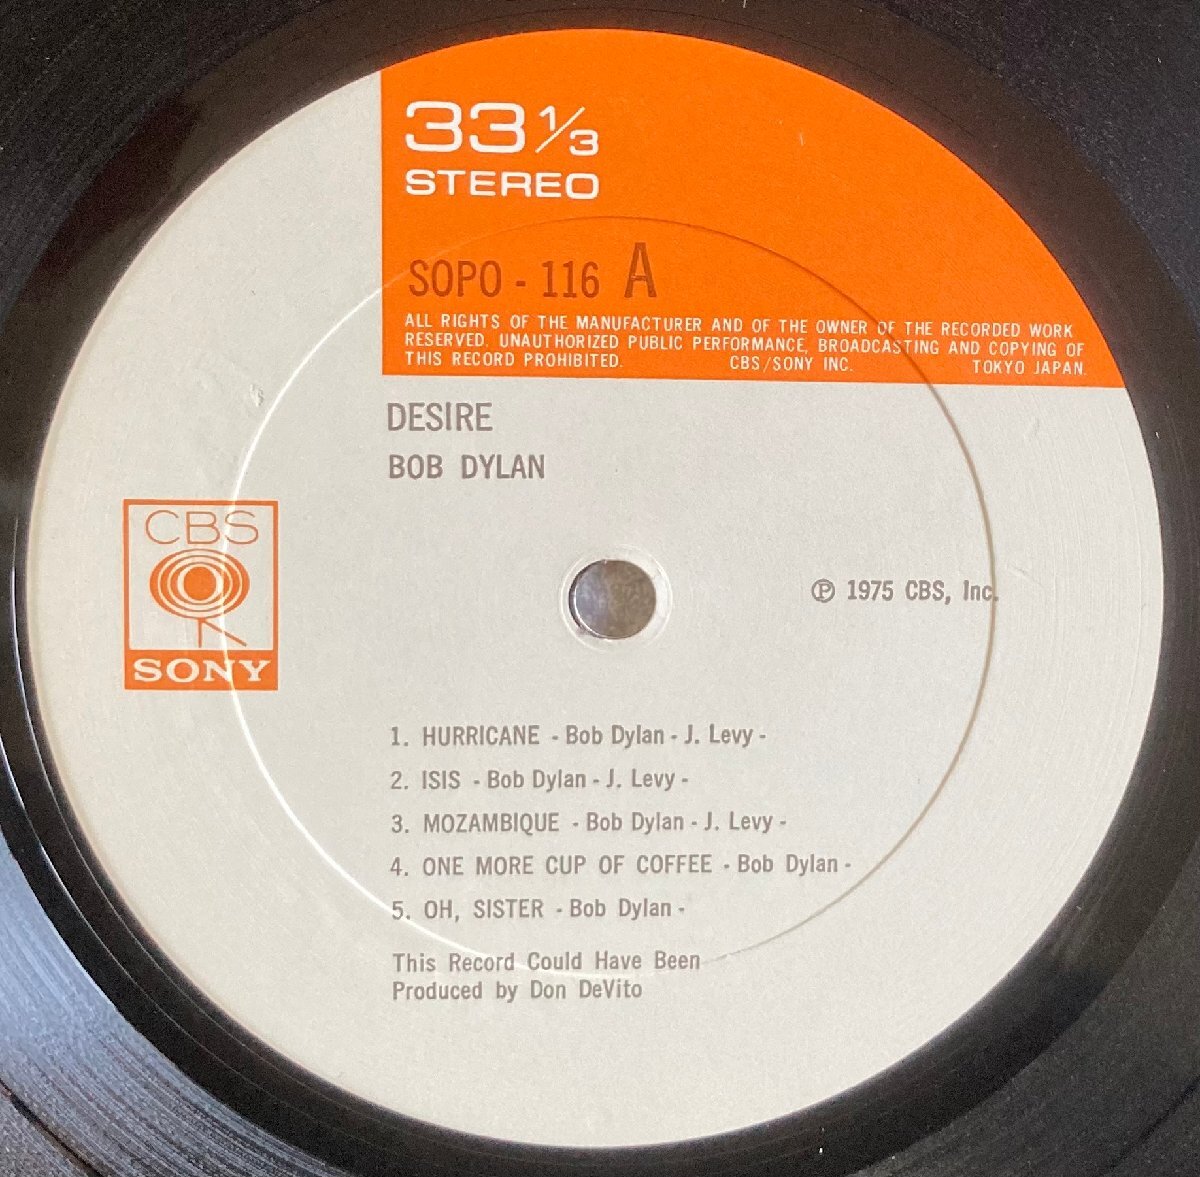 33 1/3
STEREO
SOPO - 116 A
ALL RIGHTS OF THE MANUFACTURER AND OF THE OWNER OF THE RECORDED WORK
RESERVED. UNAUTHORIZED PUBLIC PERFORMANCE, BROADCASTING AND COPYING OF
THIS RECORD PROHIBITED. CBS/SONY INC. TOKYO JAPAN.
DESIRE
BOB DYLAN
CBS
SONY
℗ 1975 CBS, Inc.
1. HURRICANE - Bob Dylan - J. Levy -
2. ISIS - Bob Dylan - J. Levy -
3. MOZAMBIQUE - Bob Dylan - J. Levy -
4. ONE MORE CUP OF COFFEE - Bob Dylan -
5. OH, SISTER - Bob Dylan -
This Record Could Have Been
Produced by Don DeVito